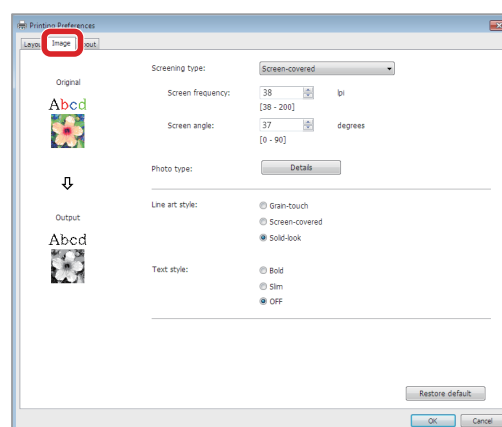 Printing Preferences
Layout Image
Screening type: Screen-covered
Original
Screen frequency: 38 lpi
Abcd
[38 - 200]
Screen angle: 37 degrees
[0 - 90]
Photo type: Details
Line art style: Grain-touch
Output
Screen-covered
Abcd
Solid-look
Text style: Bold
Slim
OFF
Restore default
OK Cancel